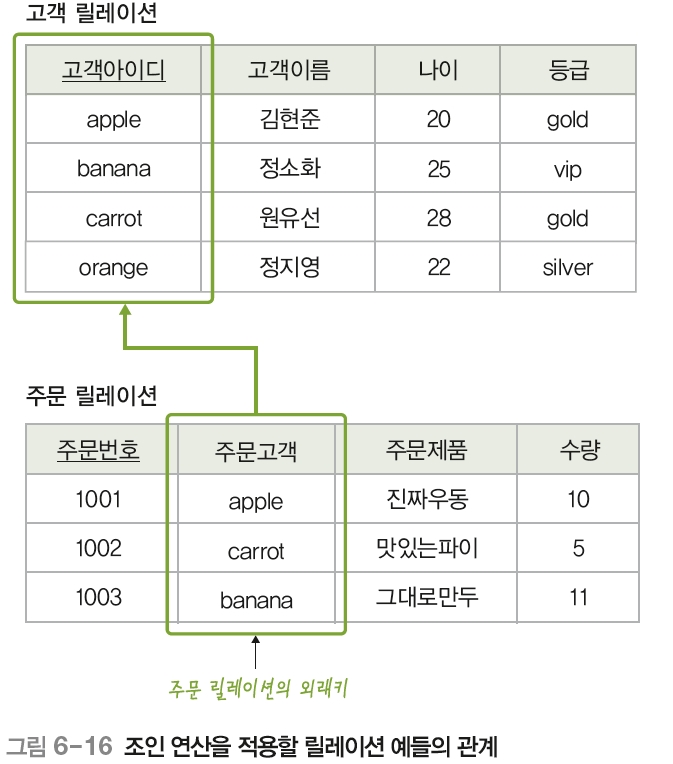 고객 릴레이션
고객아이디 고객이름 나이 등급
apple 김현준 20 gold
banana 정소화 25 vip
carrot 원유선 28 gold
orange 정지영 22 silver
주문 릴레이션
주문번호 주문고객 주문제품 수량
1001 apple 진짜우동 10
1002 carrot 맛있는파이 5
1003 banana 그대로만두 11
주문 릴레이션의 외래키
그림 6-16 조인 연산을 적용할 릴레이션 예들의 관계